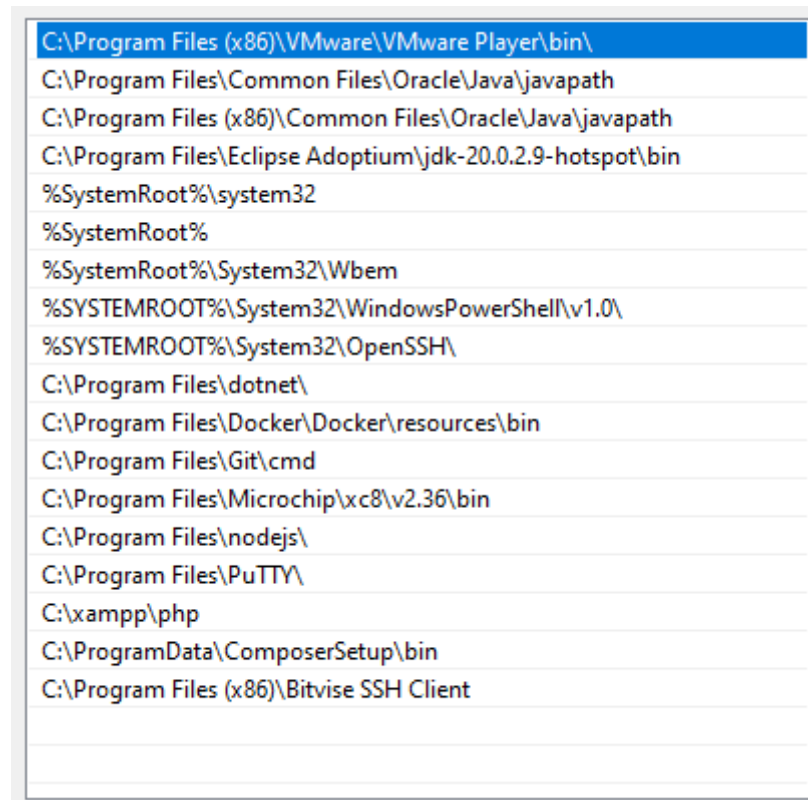 C:\Program Files (x86)\VMware\VMware Player\bin\
C:\Program Files\Common Files\Oracle\Java\javapath
C:\Program Files (x86)\Common Files\Oracle\Java\javapath
C:\Program Files\Eclipse Adoptium\jdk-20.0.2.9-hotspot\bin
%SystemRoot%\system32
%SystemRoot%
%SystemRoot%\System32\Wbem
%SYSTEMROOT%\System32\WindowsPowerShell\v1.0\
%SYSTEMROOT%\System32\OpenSSH\
C:\Program Files\dotnet\
C:\Program Files\Docker\Docker\resources\bin
C:\Program Files\Git\cmd
C:\Program Files\Microchip\xc8\v2.36\bin
C:\Program Files\nodejs\
C:\Program Files\PuTTY\
C:\xampp\php
C:\ProgramData\ComposerSetup\bin
C:\Program Files (x86)\Bitvise SSH Client